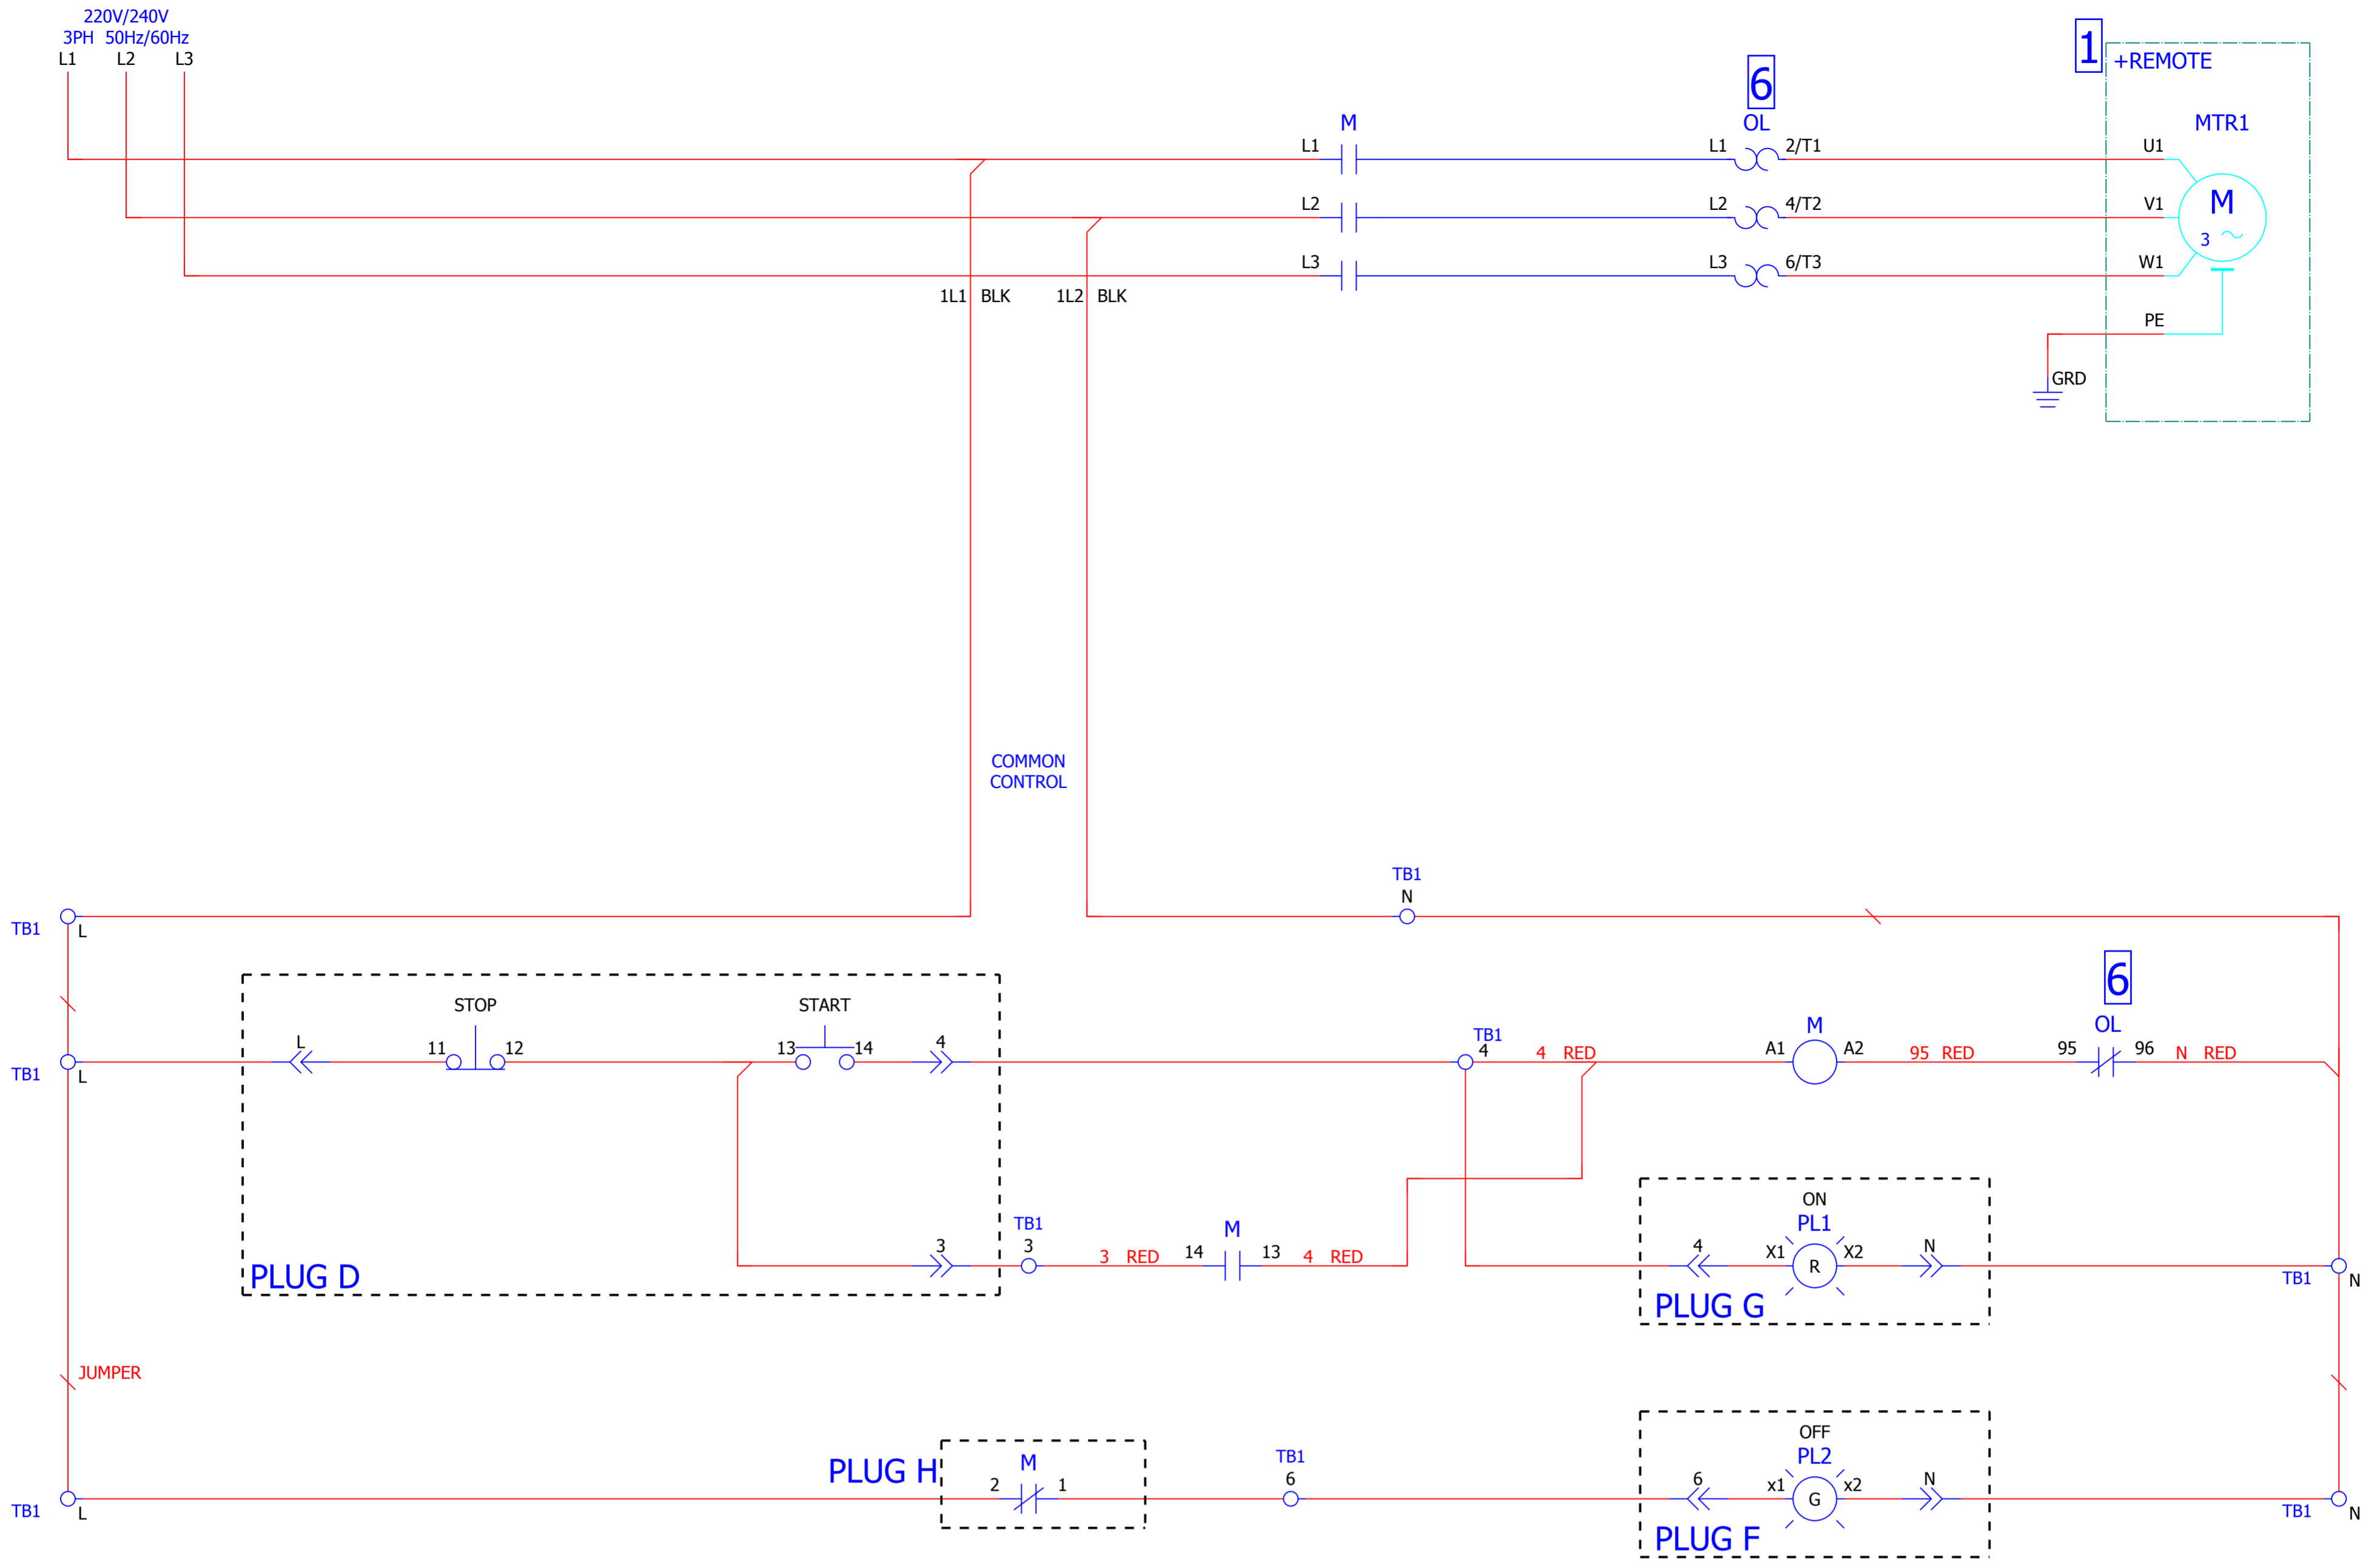 220V/240V
3PH 50Hz/60Hz
L1 L2 L3
1
+REMOTE
6
M OL MTR1
L1 L1 2/T1 U1
M
L2 L2 4/T2 V1
3
L3 L3 6/T3 W1
1L1 BLK 1L2 BLK
PE
GRD
COMMON
CONTROL
TB1
N
TB1 L
6
STOP START
TB1 M OL
L 11 12 13 14 4 4 4 RED A1 A2 95 RED 95 96 N RED
TB1 L
ON
TB1 M PL1
3 3 3 RED 14 13 4 RED 4 X1 X2 N
R
PLUG D
TB1 N
PLUG G
JUMPER
OFF
PLUG H M TB1 PL2
2 1 6 6 x1 x2 N
G
TB1 L
TB1 N
PLUG F